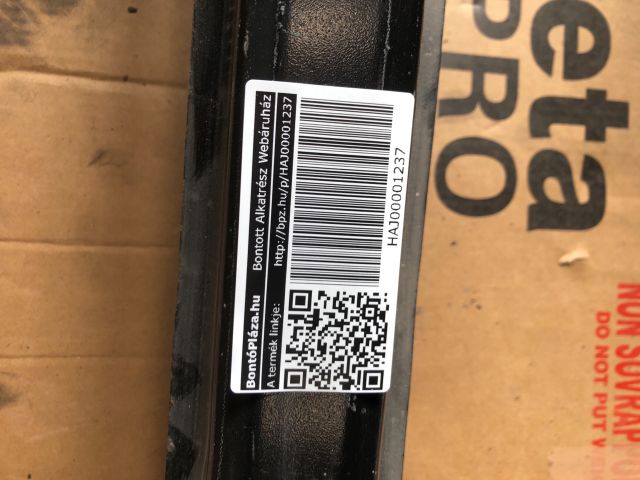 BontóPláza.hu Bontott Alkatrész Webáruház
A termék linkje: http://bpz.hu/p/HAJ00001237
HAJ00001237
eta
PRO
NON SOVRAP
DO NOT PUT